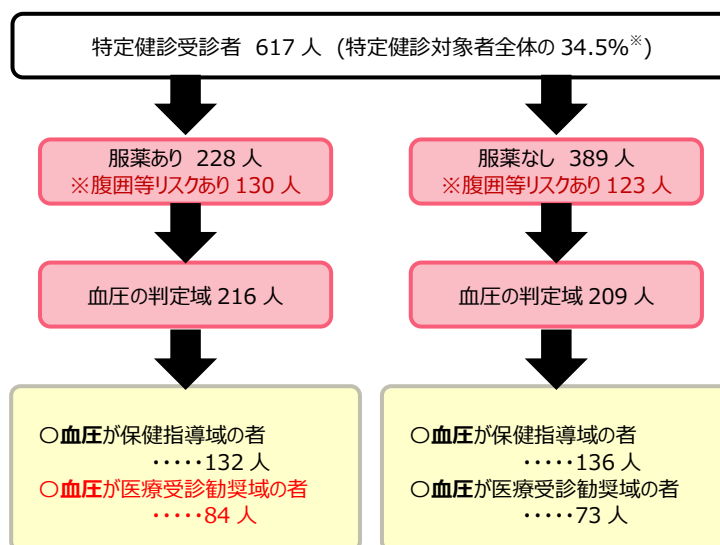 特定健診受診者 617 人 (特定健診対象者全体の 34.5%※)
服薬あり 228 人
※腹囲等リスクあり 130 人
服薬なし 389 人
※腹囲等リスクあり 123 人
血圧の判定域 216 人
血圧の判定域 209 人
〇血圧が保健指導域の者
・・・・・132 人
〇血圧が医療受診勧奨域の者
・・・・・84 人
〇血圧が保健指導域の者
・・・・・136 人
〇血圧が医療受診勧奨域の者
・・・・・73 人